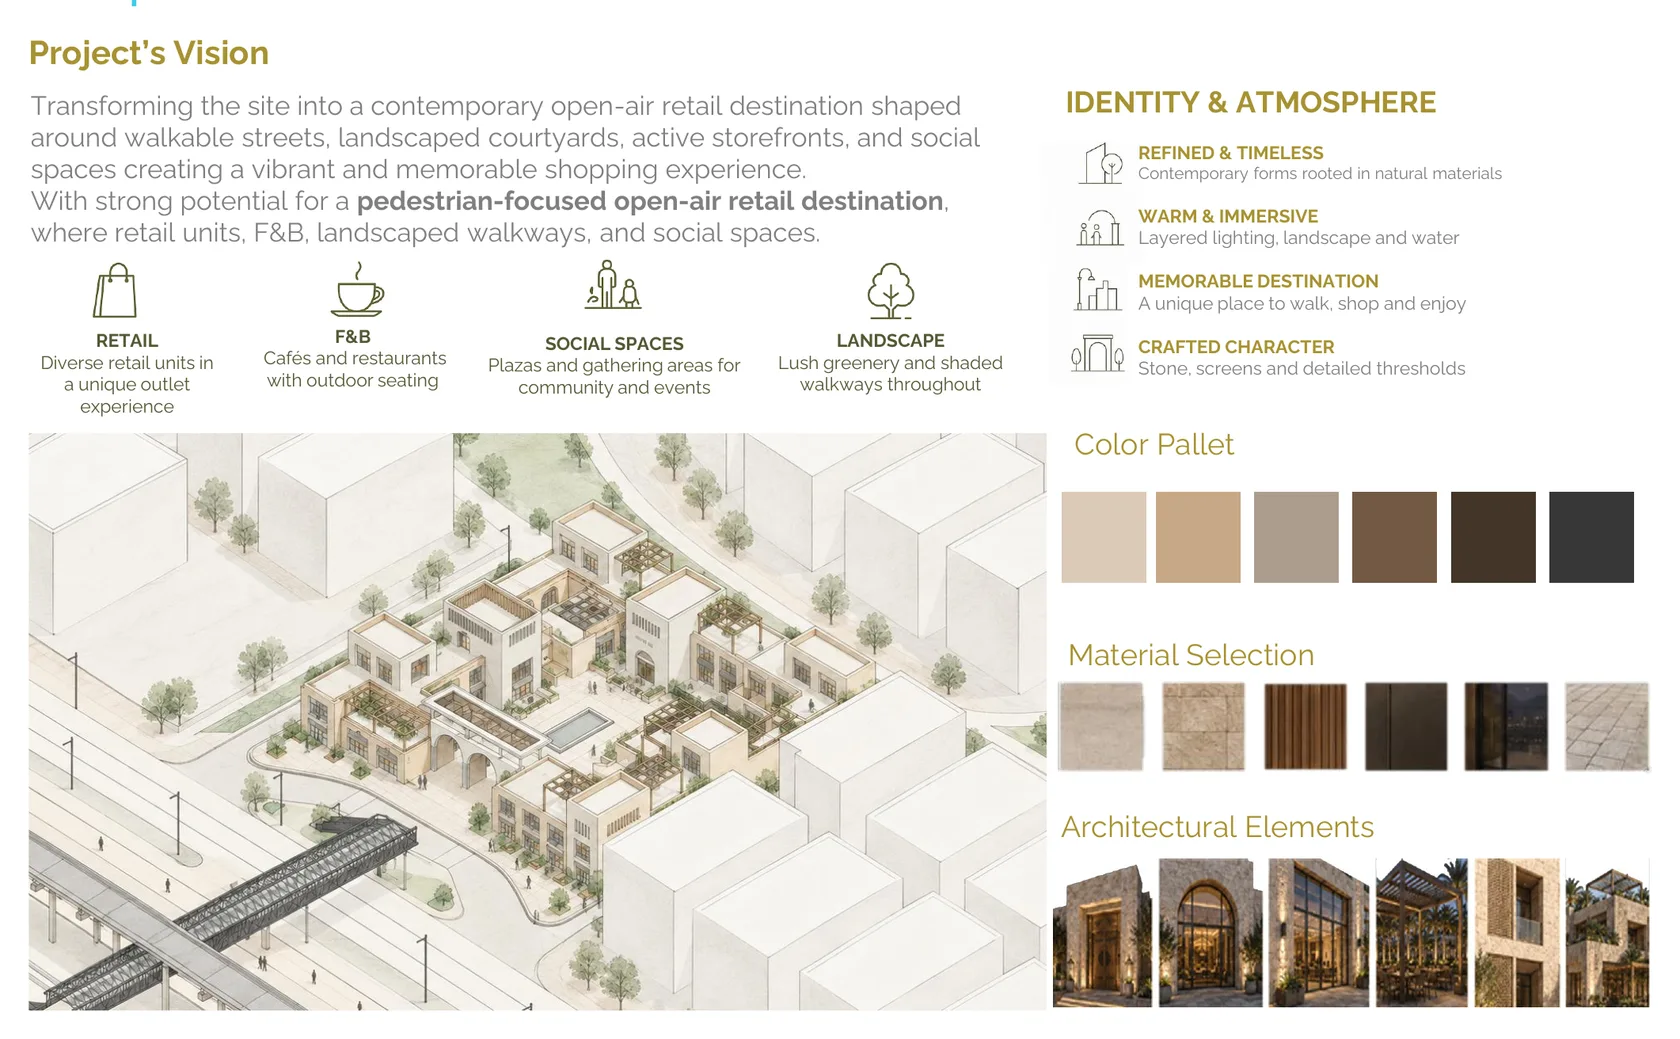 Project's Vision
Transforming the site into a contemporary open-air retail destination shaped
around walkable streets, landscaped courtyards, active storefronts, and social
spaces creating a vibrant and memorable shopping experience.
With strong potential for a pedestrian-focused open-air retail destination,
where retail units, F&B, landscaped walkways, and social spaces.
RETAIL
Diverse retail units in
a unique outlet
experience
F&B
Cafés and restaurants
with outdoor seating
SOCIAL SPACES
Plazas and gathering areas for
community and events
LANDSCAPE
Lush greenery and shaded
walkways throughout
IDENTITY & ATMOSPHERE
REFINED & TIMELESS
Contemporary forms rooted in natural materials
WARM & IMMERSIVE
Layered lighting, landscape and water
MEMORABLE DESTINATION
A unique place to walk, shop and enjoy
CRAFTED CHARACTER
Stone, screens and detailed thresholds
Color Pallet
Material Selection
Architectural Elements